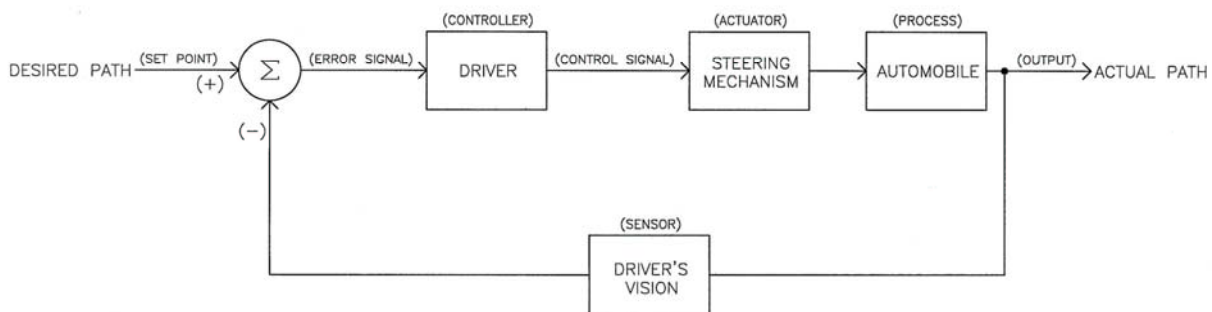 (CONTROLLER)
(ACTUATOR)
(PROCESS)
DESIRED PATH
(SET POINT)
(+)
Σ
(ERROR SIGNAL)
DRIVER
(CONTROL SIGNAL)
STEERING
MECHANISM
AUTOMOBILE
(OUTPUT)
ACTUAL PATH
(-)
(SENSOR)
DRIVER'S
VISION